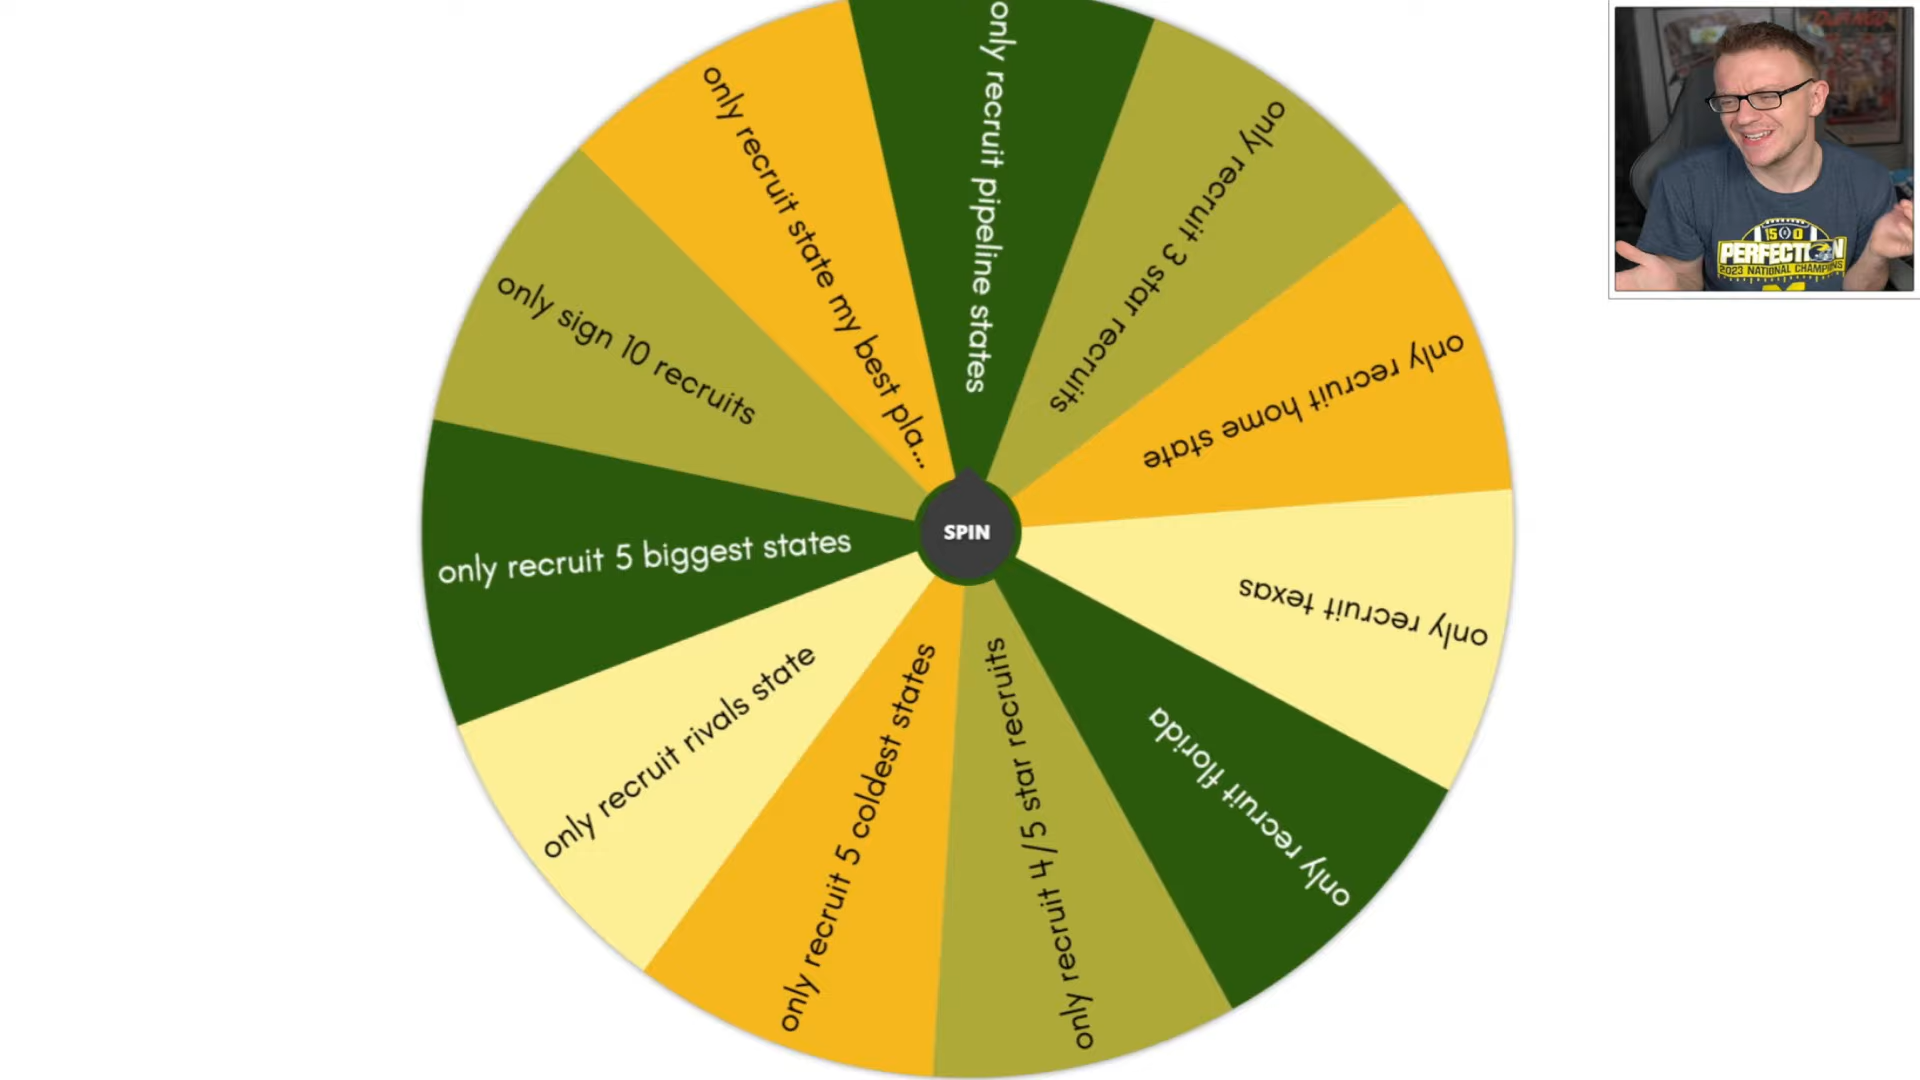 only recruit pipeline states
only recruit 3 star recruits
only recruit home state
only recruit texas
only recruit florida
only recruit 4/5 star recruits
only recruit 5 coldest states
only recruit rivals state
only recruit 5 biggest states
only sign 10 recruits
only recruit state my best pla...
SPIN
15 0
PERFECTION
2023 NATIONAL CHAMPIONS